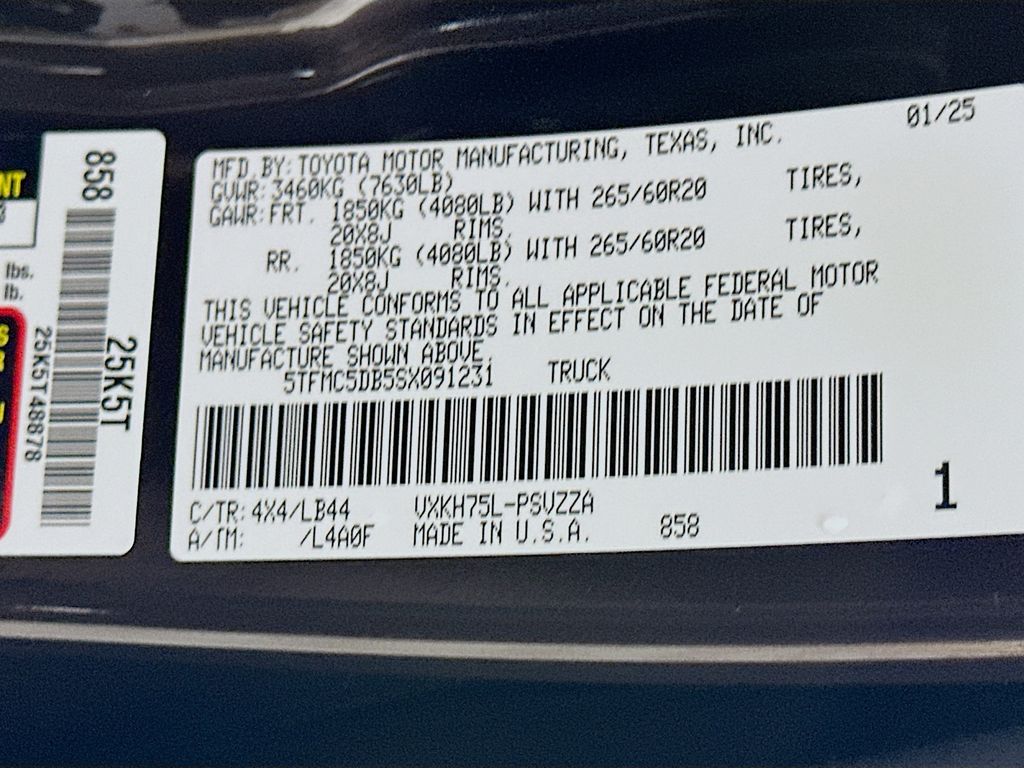 MFD.BY:TOYOTA MOTOR MANUFACTURING, TEXAS, INC. 01/25
GVWR:3460KG (7630LB)
GAWR:FRT. 1850KG (4080LB) WITH 265/60R20 TIRES,
20X8J RIMS.
RR. 1850KG (4080LB) WITH 265/60R20 TIRES,
20X8J RIMS.
THIS VEHICLE CONFORMS TO ALL APPLICABLE FEDERAL MOTOR
VEHICLE SAFETY STANDARDS IN EFFECT ON THE DATE OF
MANUFACTURE SHOWN ABOVE.
5TFMC5DB5SX091231 TRUCK
C/TR:4X4/LB44 VXKH75L-PSVZZA
A/TM: /L4A0F MADE IN U.S.A. 858
1
858
25K5T
25K5T48878
NT
lbs.
lb.